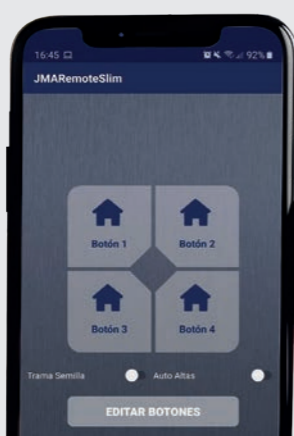 16:45
92%
JMARemoteSlim
Botón 1
Botón 2
Botón 3
Botón 4
Trama Semilla
Auto Altas
EDITAR BOTONES